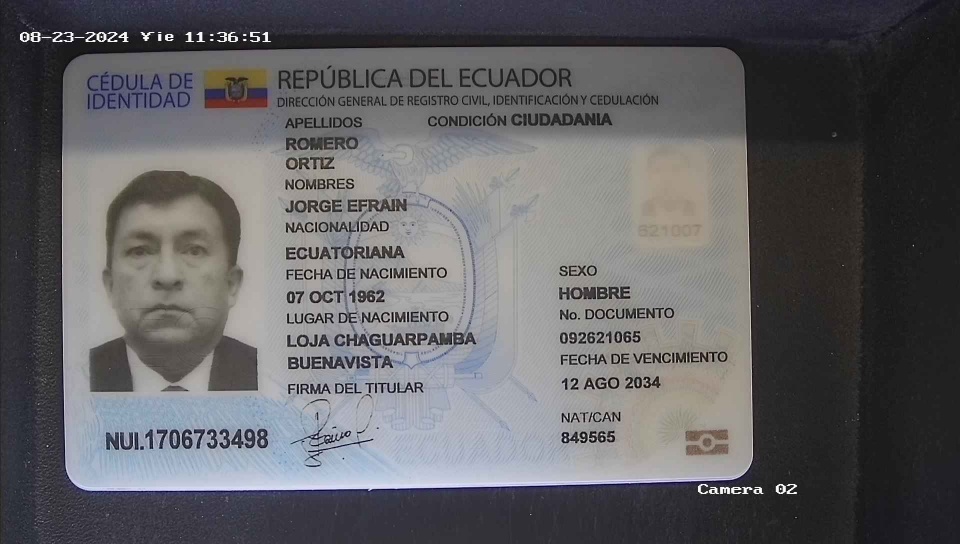 08-23-2024 Vie 11:36:51
CÉDULA DE
IDENTIDAD
REPÚBLICA DEL ECUADOR
DIRECCIÓN GENERAL DE REGISTRO CIVIL, IDENTIFICACIÓN Y CEDULACIÓN
APELLIDOS
CONDICIÓN CIUDADANIA
ROMERO
ORTIZ
NOMBRES
JORGE EFRAIN
NACIONALIDAD
ECUATORIANA
FECHA DE NACIMIENTO
07 OCT 1962
LUGAR DE NACIMIENTO
LOJA CHAGUARPAMBA
BUENAVISTA
FIRMA DEL TITULAR
621007
SEXO
HOMBRE
No. DOCUMENTO
092621065
FECHA DE VENCIMIENTO
12 AGO 2034
NAT/CAN
849565
NUI.1706733498
Camera 02